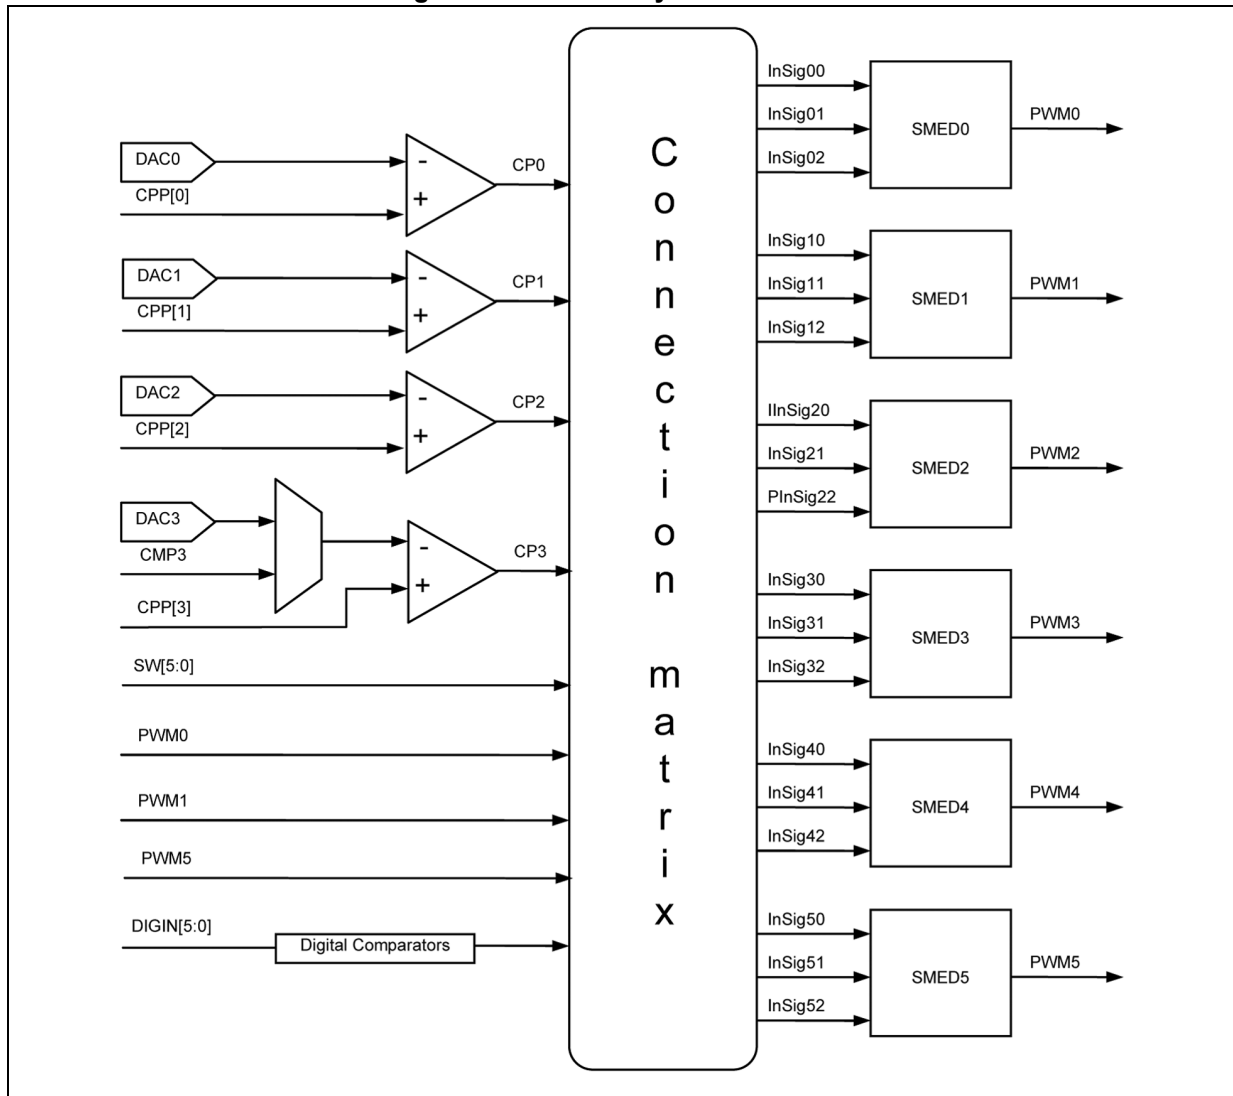 DAC0
CPP[0]
-
+
CP0
DAC1
CPP[1]
-
+
CP1
DAC2
CPP[2]
-
+
CP2
DAC3
CMP3
CPP[3]
-
+
CP3
SW[5:0]
PWM0
PWM1
PWM5
DIGIN[5:0]
Digital Comparators
Connection matrix
InSig00
InSig01
InSig02
SMED0
PWM0
InSig10
InSig11
InSig12
SMED1
PWM1
IInSig20
InSig21
PInSig22
SMED2
PWM2
InSig30
InSig31
InSig32
SMED3
PWM3
InSig40
InSig41
InSig42
SMED4
PWM4
InSig50
InSig51
InSig52
SMED5
PWM5